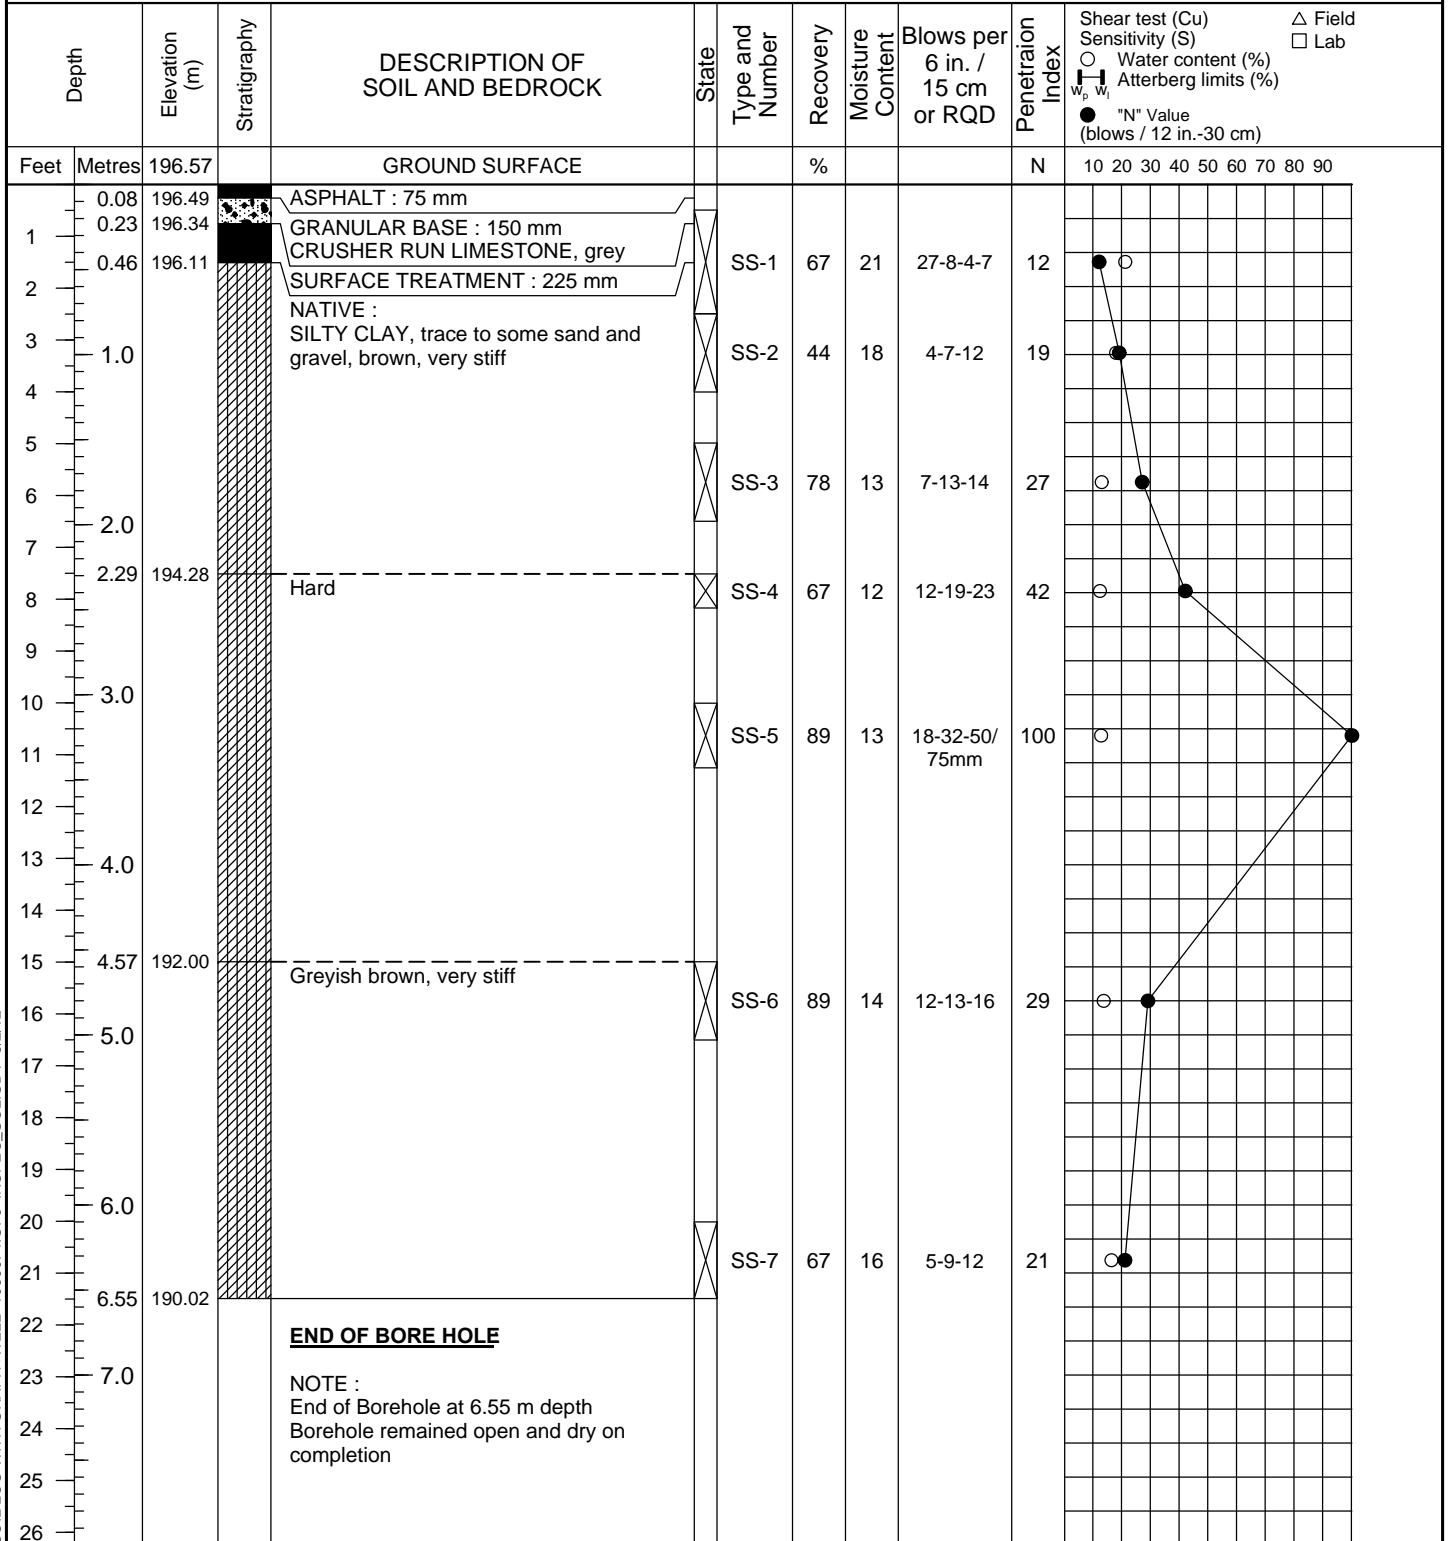 Depth
Elevation (m)
Stratigraphy
DESCRIPTION OF
SOIL AND BEDROCK
State
Type and Number
Recovery
Moisture Content
Blows per
6 in. /
15 cm
or RQD
Penetraion Index
Shear test (Cu) △ Field
Sensitivity (S) □ Lab
○ Water content (%)
Wp Wl Atterberg limits (%)
● "N" Value
(blows / 12 in.-30 cm)
Feet Metres 196.57 GROUND SURFACE % N 10 20 30 40 50 60 70 80 90
0.08 196.49 ASPHALT : 75 mm
0.23 196.34 GRANULAR BASE : 150 mm
1 CRUSHER RUN LIMESTONE, grey
0.46 196.11 SS-1 67 21 27-8-4-7 12
2 SURFACE TREATMENT : 225 mm
NATIVE :
3 SILTY CLAY, trace to some sand and
1.0 gravel, brown, very stiff SS-2 44 18 4-7-12 19
4
5
SS-3 78 13 7-13-14 27
6
2.0
7
2.29 194.28
Hard SS-4 67 12 12-19-23 42
8
9
3.0
10
SS-5 89 13 18-32-50/ 100
11 75mm
12
13
4.0
14
15 4.57 192.00
Greyish brown, very stiff
SS-6 89 14 12-13-16 29
16
5.0
17
18
19
6.0
20
SS-7 67 16 5-9-12 21
21
6.55 190.02
22
END OF BORE HOLE
23 7.0
NOTE :
End of Borehole at 6.55 m depth
24 Borehole remained open and dry on
completion
25
26